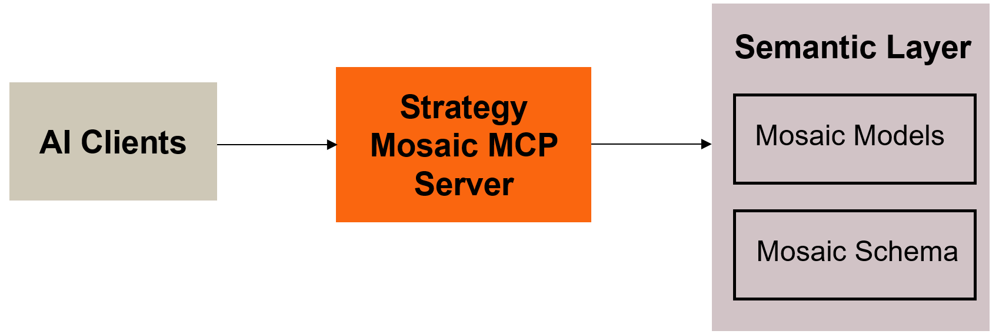 AI Clients
Strategy
Mosaic MCP
Server
Semantic Layer
Mosaic Models
Mosaic Schema